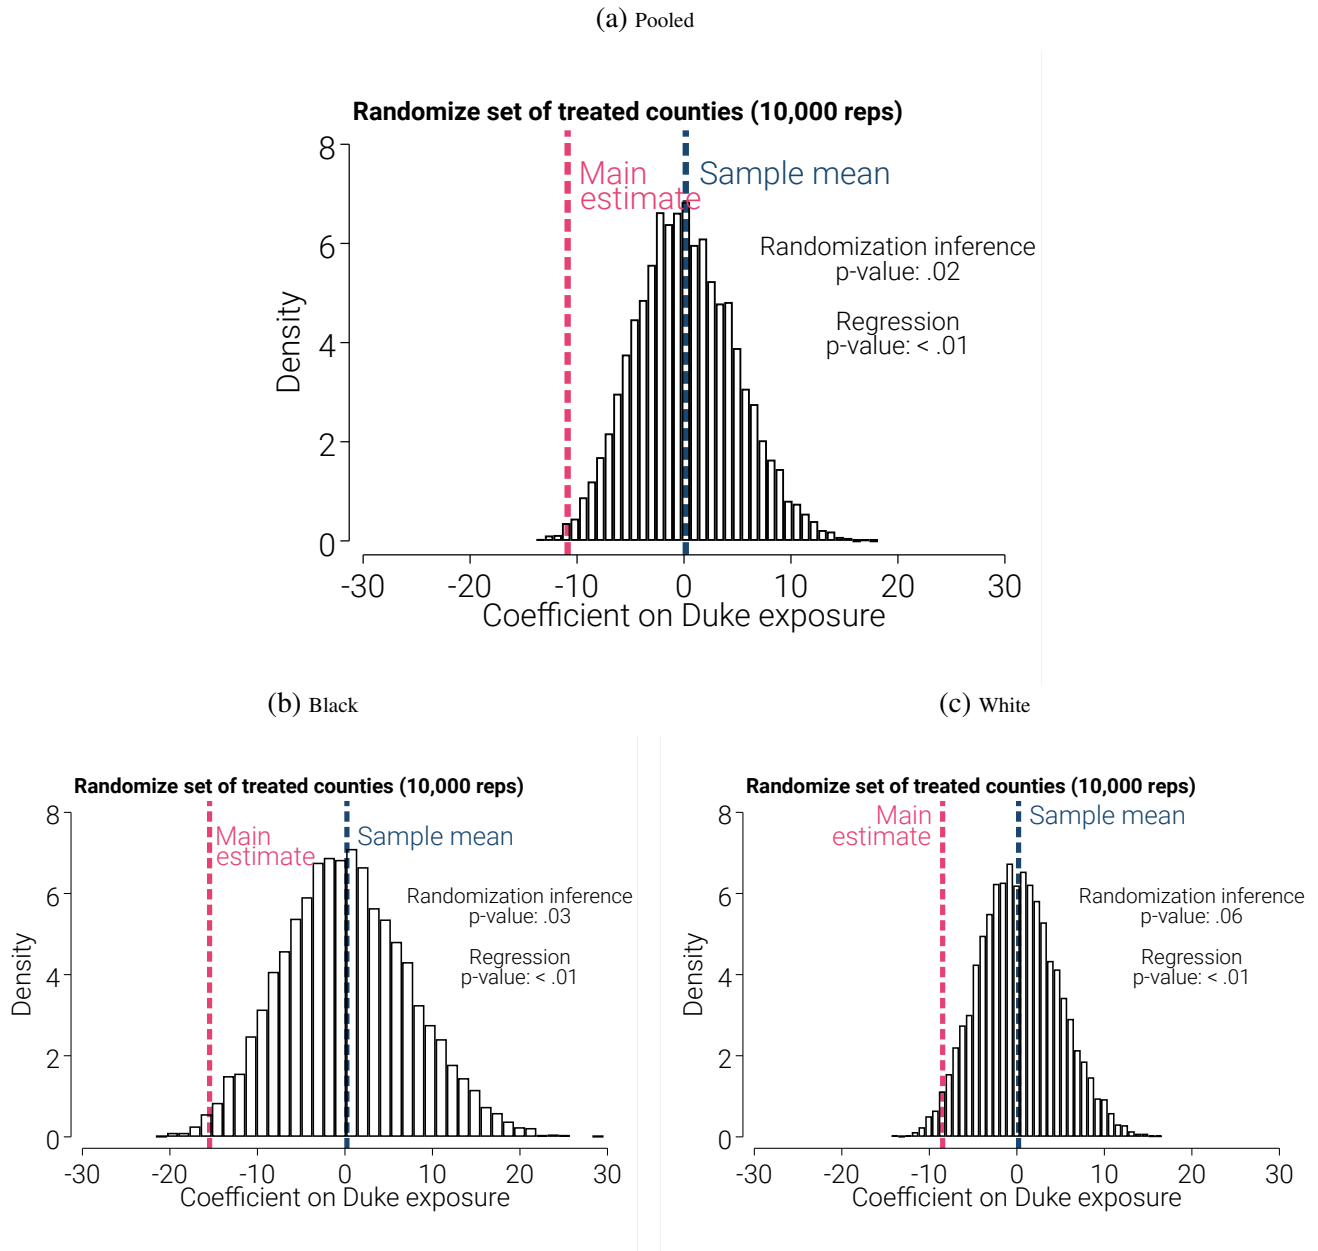 (a) Pooled
Randomize set of treated counties (10,000 reps)
Main
estimate
Sample mean
Randomization inference
p-value: .02
Regression
p-value: < .01
Density
8
6
4
2
0
-30 -20 -10 0 10 20 30
Coefficient on Duke exposure
(b) Black
Randomize set of treated counties (10,000 reps)
Main
estimate
Sample mean
Randomization inference
p-value: .03
Regression
p-value: < .01
Density
8
6
4
2
0
-30 -20 -10 0 10 20 30
Coefficient on Duke exposure
(c) White
Randomize set of treated counties (10,000 reps)
Main
estimate
Sample mean
Randomization inference
p-value: .06
Regression
p-value: < .01
Density
8
6
4
2
0
-30 -20 -10 0 10 20 30
Coefficient on Duke exposure